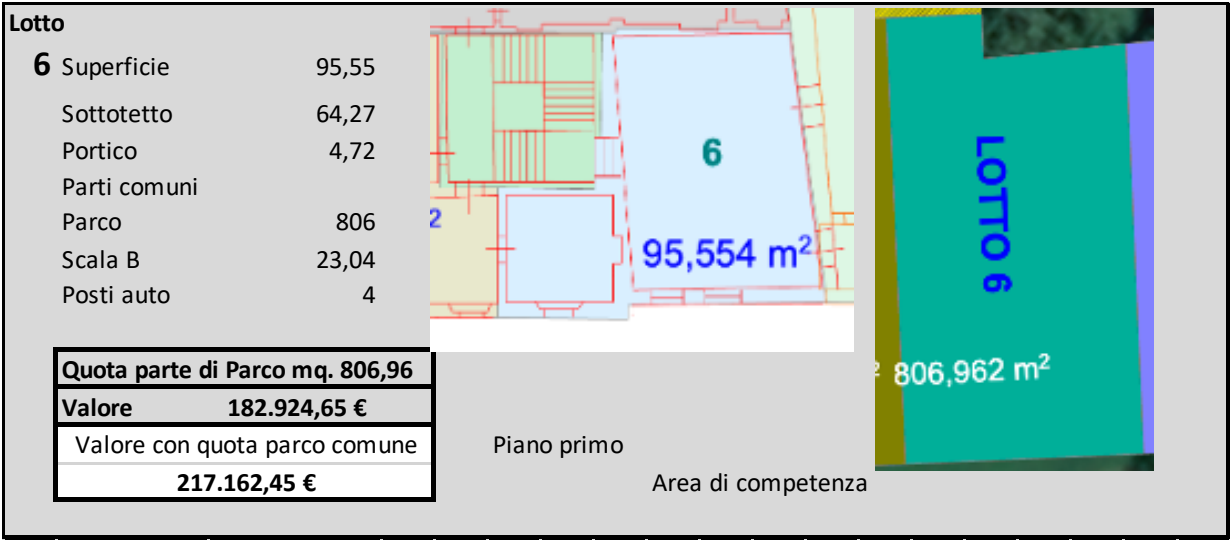 Lotto
6 Superficie 95,55
Sottotetto 64,27
Portico 4,72
Parti comuni
Parco 806
Scala B 23,04
Posti auto 4
Quota parte di Parco mq. 806,96
Valore 182.924,65 €
Valore con quota parco comune
217.162,45 €
6
2
95,554 m²
Piano primo
LOTTO 6
² 806,962 m²
Area di competenza